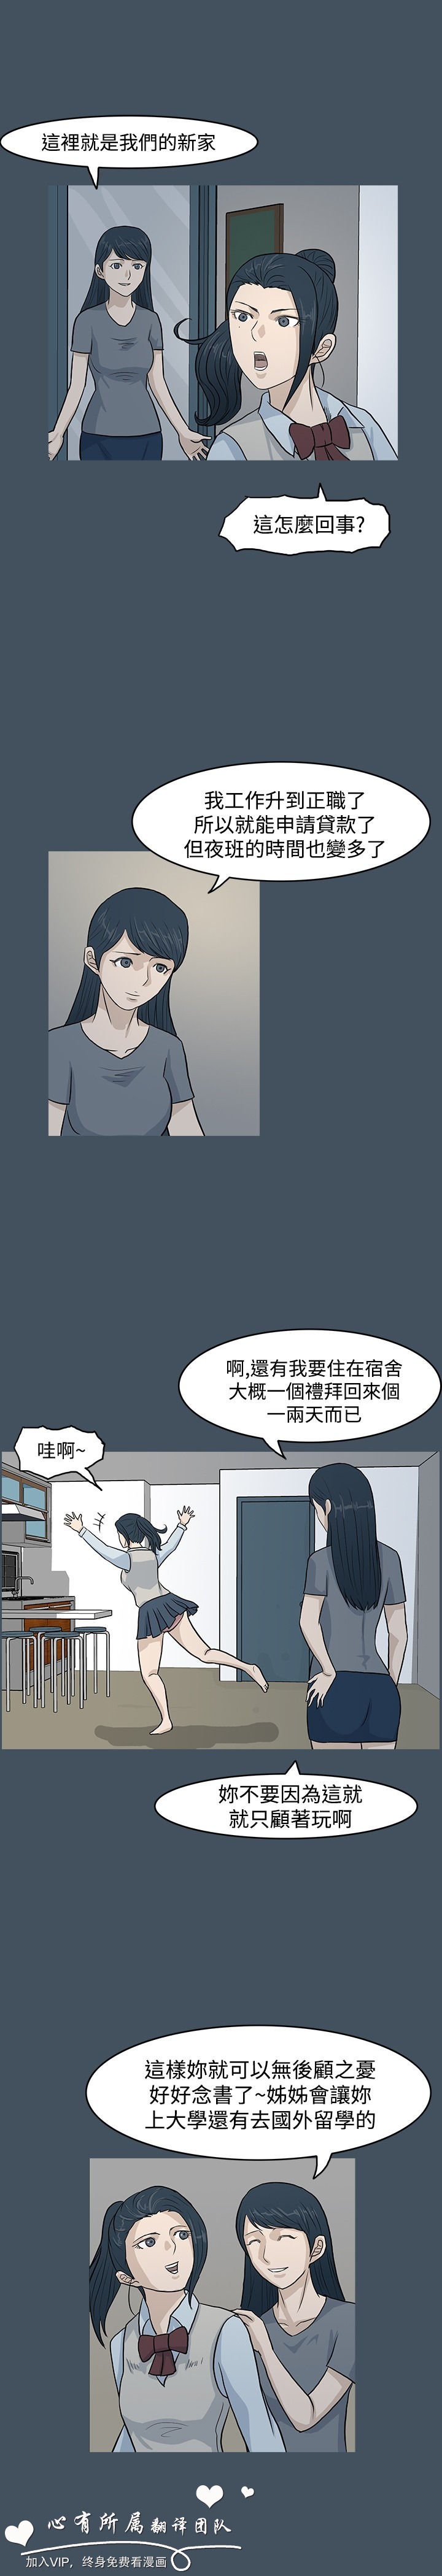 這裡就是我們的新家
這怎麼回事?
我工作升到正職了
所以就能申請貸款了
但夜班的時間也變多了
啊,還有我要住在宿舍
大概一個禮拜回來個
一兩天而已
哇啊~
妳不要因為這就
就只顧著玩啊
這樣妳就可以無後顧之憂
好好念書了~姊姊會讓妳
上大學還有去國外留學的
心有所属翻译团队
加入VIP，终身免费看漫画